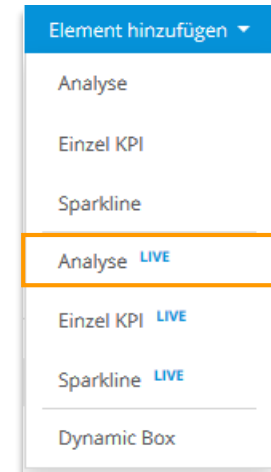 Element hinzufügen
Analyse
Einzel KPI
Sparkline
Analyse LIVE
Einzel KPI LIVE
Sparkline LIVE
Dynamic Box